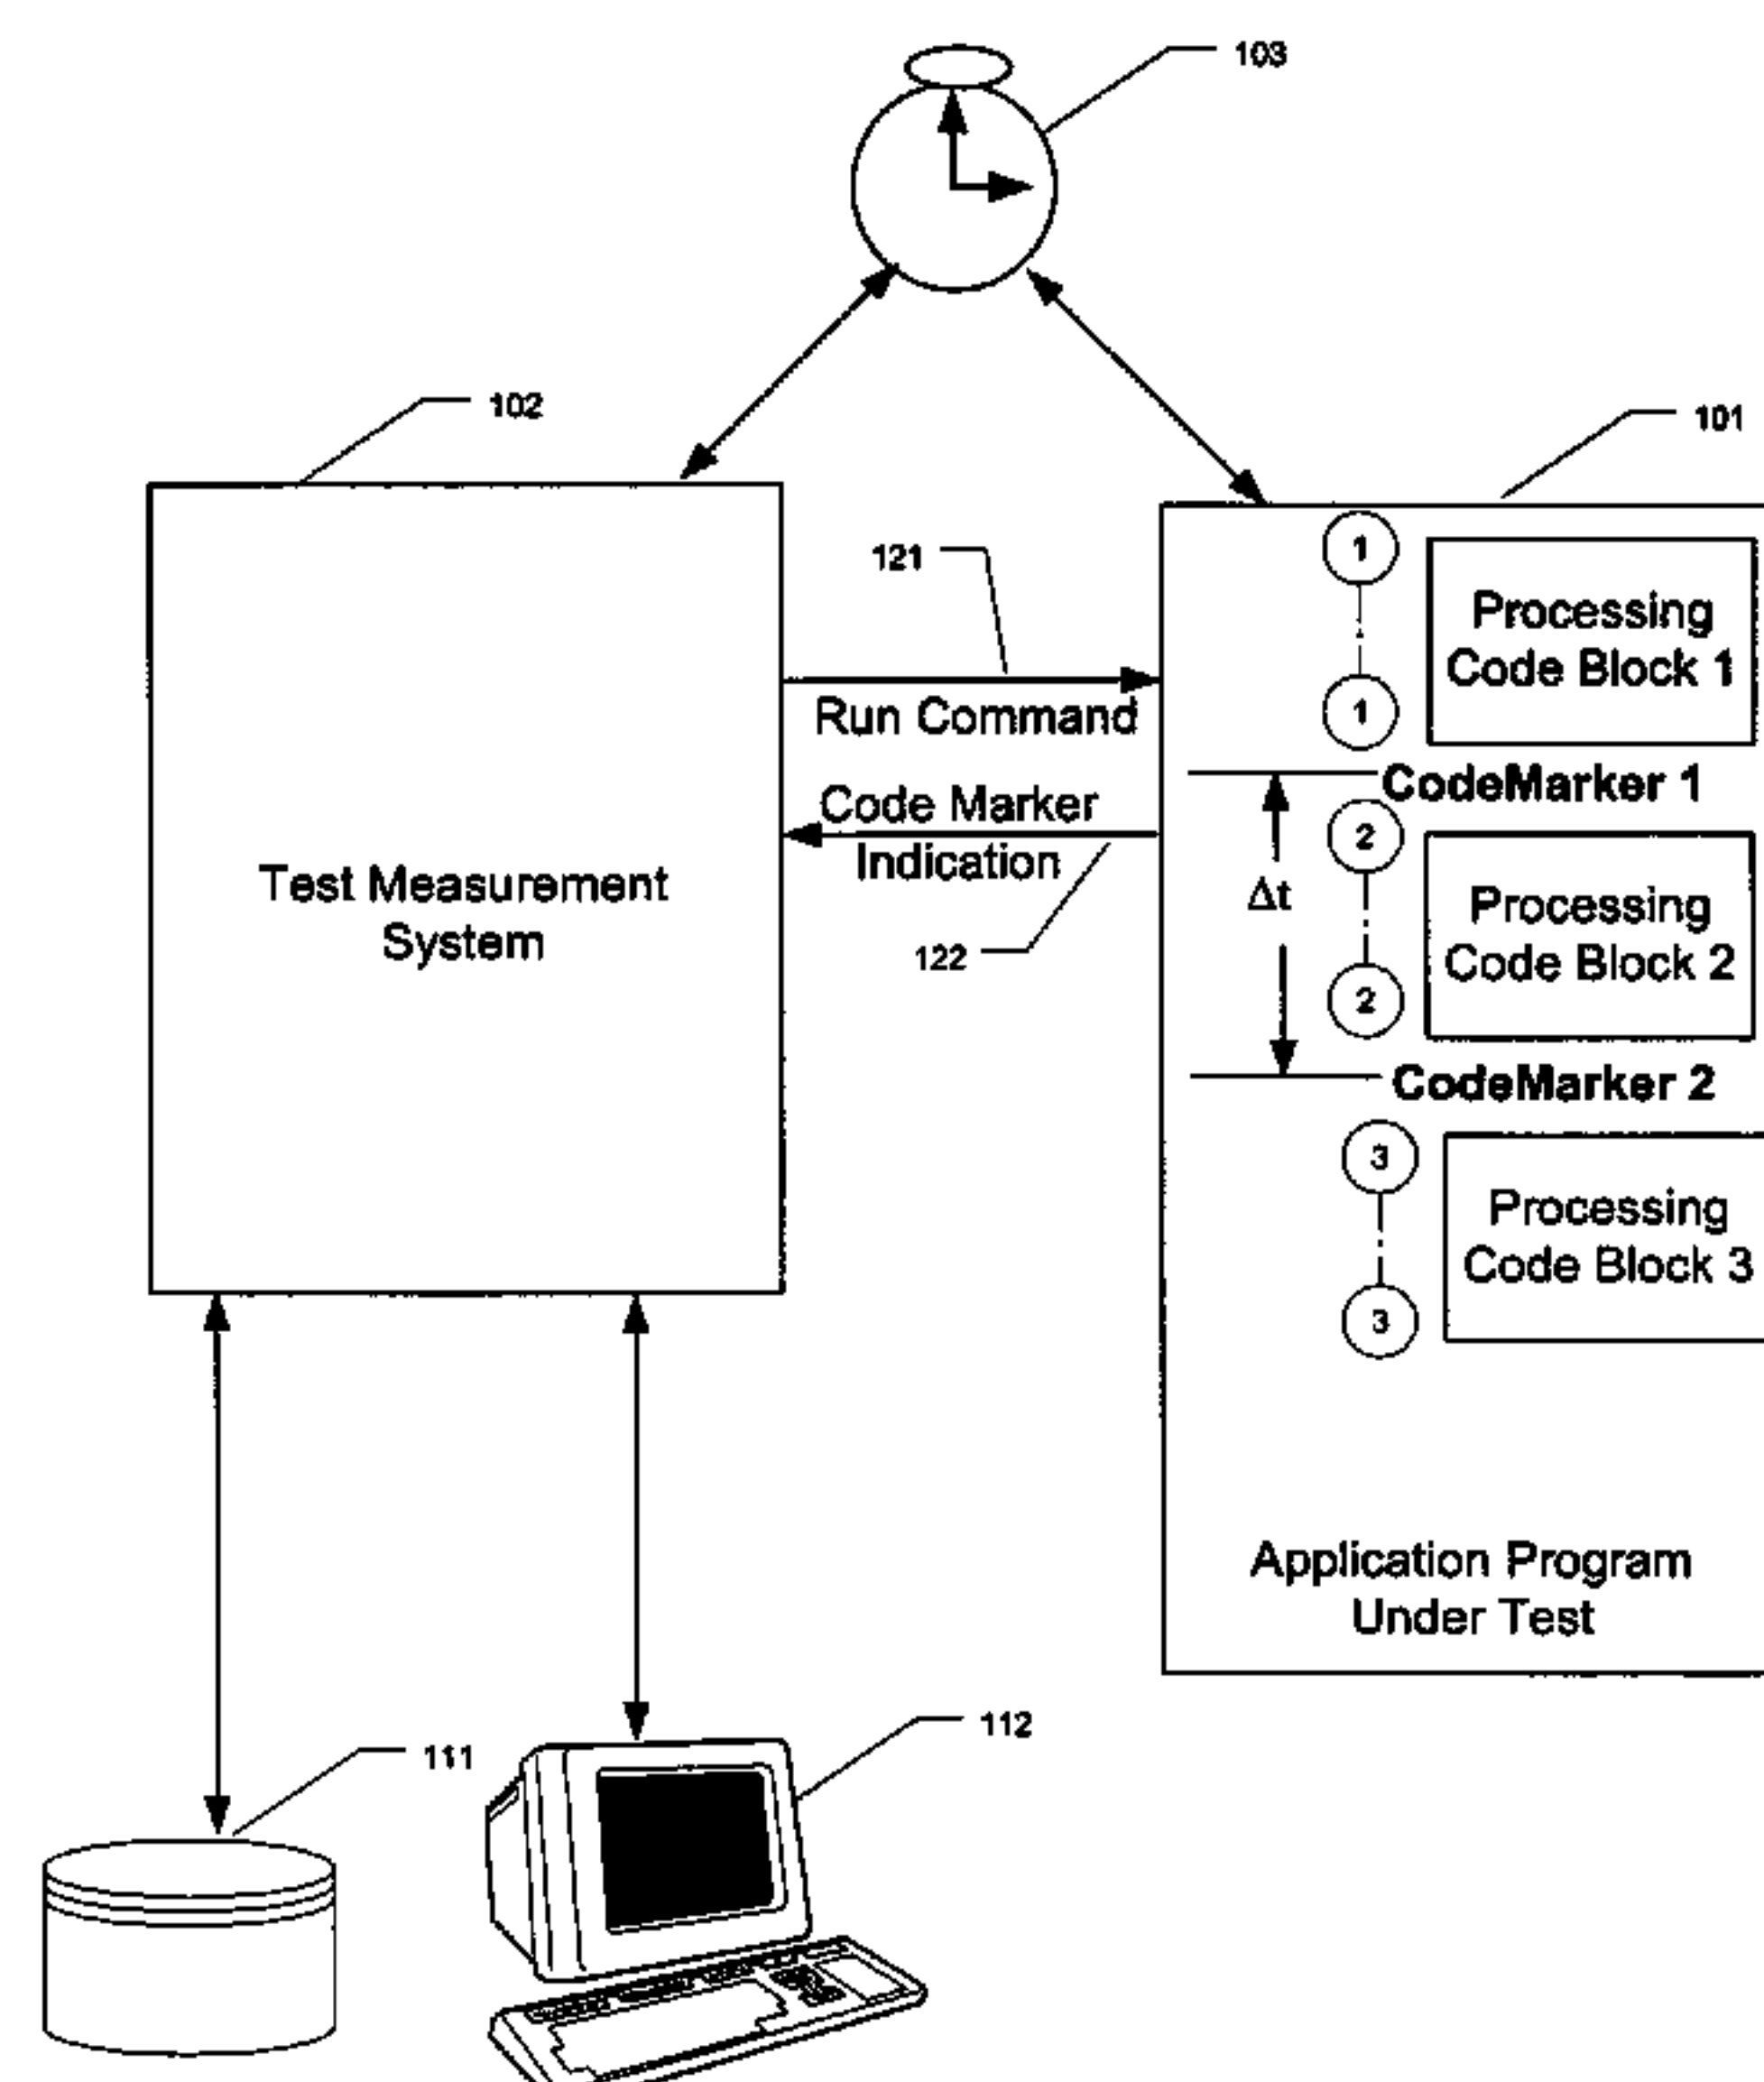 103
102
101
121
1
Processing
Code Block 1
1
Run Command
CodeMarker 1
Code Marker
Indication
2
Δt
Processing
Code Block 2
2
Test Measurement
System
122
CodeMarker 2
3
Processing
Code Block 3
3
Application Program
Under Test
112
111